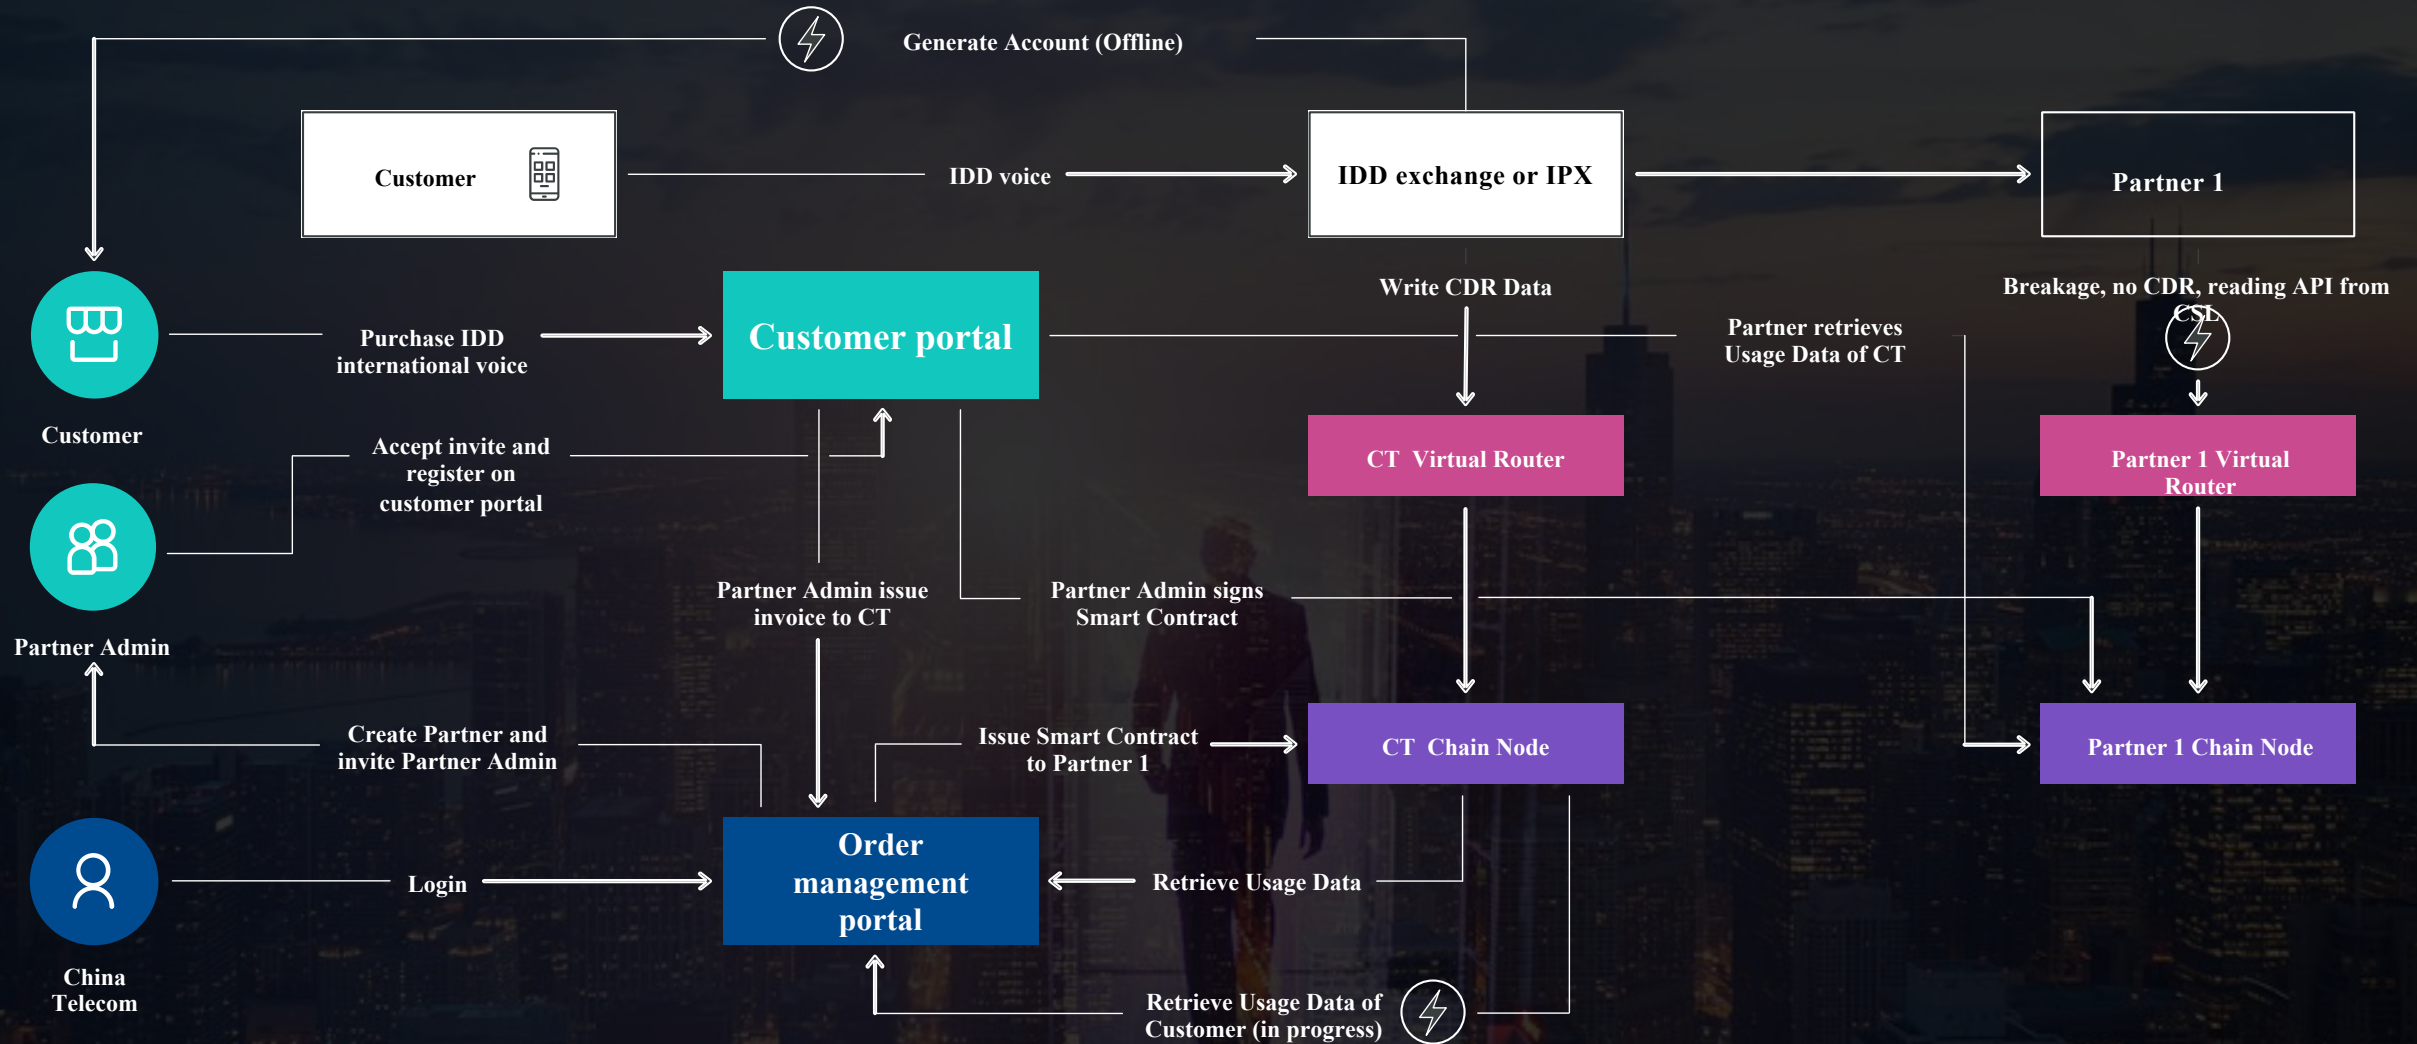 Generate Account (Offline)
Customer
IDD voice
IDD exchange or IPX
Partner 1
Write CDR Data
Breakage, no CDR, reading API from
CSL
Purchase IDD
international voice
Customer portal
Partner retrieves
Usage Data of CT
Customer
Accept invite and
register on
customer portal
CT Virtual Router
Partner 1 Virtual
Router
Partner Admin issue
invoice to CT
Partner Admin signs
Smart Contract
Partner Admin
Create Partner and
invite Partner Admin
Issue Smart Contract
to Partner 1
CT Chain Node
Partner 1 Chain Node
Order
management
portal
Login
Retrieve Usage Data
China
Telecom
Retrieve Usage Data of
Customer (in progress)